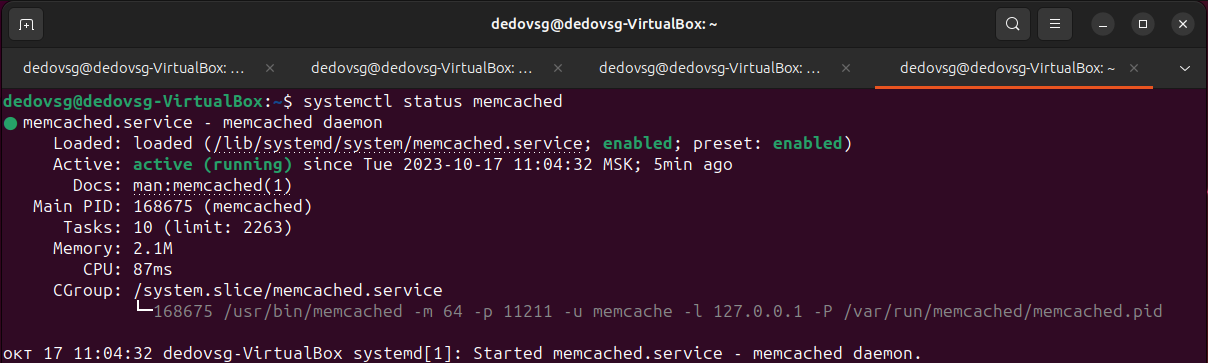 dedovsg@dedovsg-VirtualBox: ~
dedovsg@dedovsg-VirtualBox: ... dedovsg@dedovsg-VirtualBox: ... dedovsg@dedovsg-VirtualBox: ... dedovsg@dedovsg-VirtualBox: ~
dedovsg@dedovsg-VirtualBox:~$ systemctl status memcached
● memcached.service - memcached daemon
Loaded: loaded (/lib/systemd/system/memcached.service; enabled; preset: enabled)
Active: active (running) since Tue 2023-10-17 11:04:32 MSK; 5min ago
Docs: man:memcached(1)
Main PID: 168675 (memcached)
Tasks: 10 (limit: 2263)
Memory: 2.1M
CPU: 87ms
CGroup: /system.slice/memcached.service
└─168675 /usr/bin/memcached -m 64 -p 11211 -u memcache -l 127.0.0.1 -P /var/run/memcached/memcached.pid
окт 17 11:04:32 dedovsg-VirtualBox systemd[1]: Started memcached.service - memcached daemon.